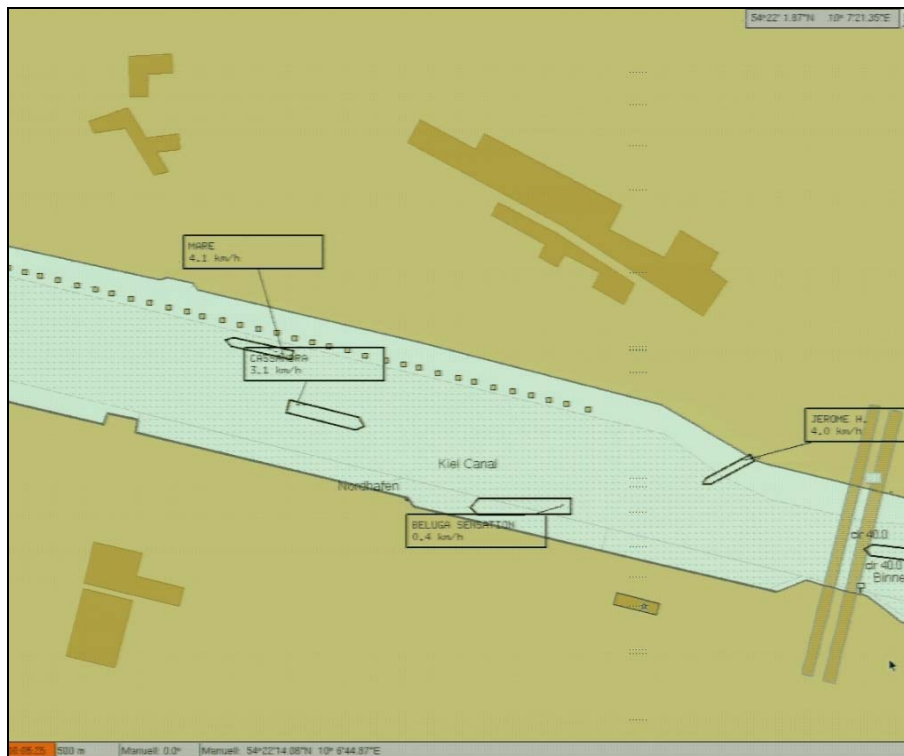 54°22' 1.87"N 10° 7'21.35"E
MARE
4.1 km/h
CASSANDRA
3.1 km/h
JEROME H.
4.0 km/h
Kiel Canal
Nordhafen
BELUGA SENSATION
0.4 km/h
clr 40.0
clr 40.0
Binne
500 m
Manuell: 0.0°
Manuell: 54°22'14.08"N 10° 6'44.87"E